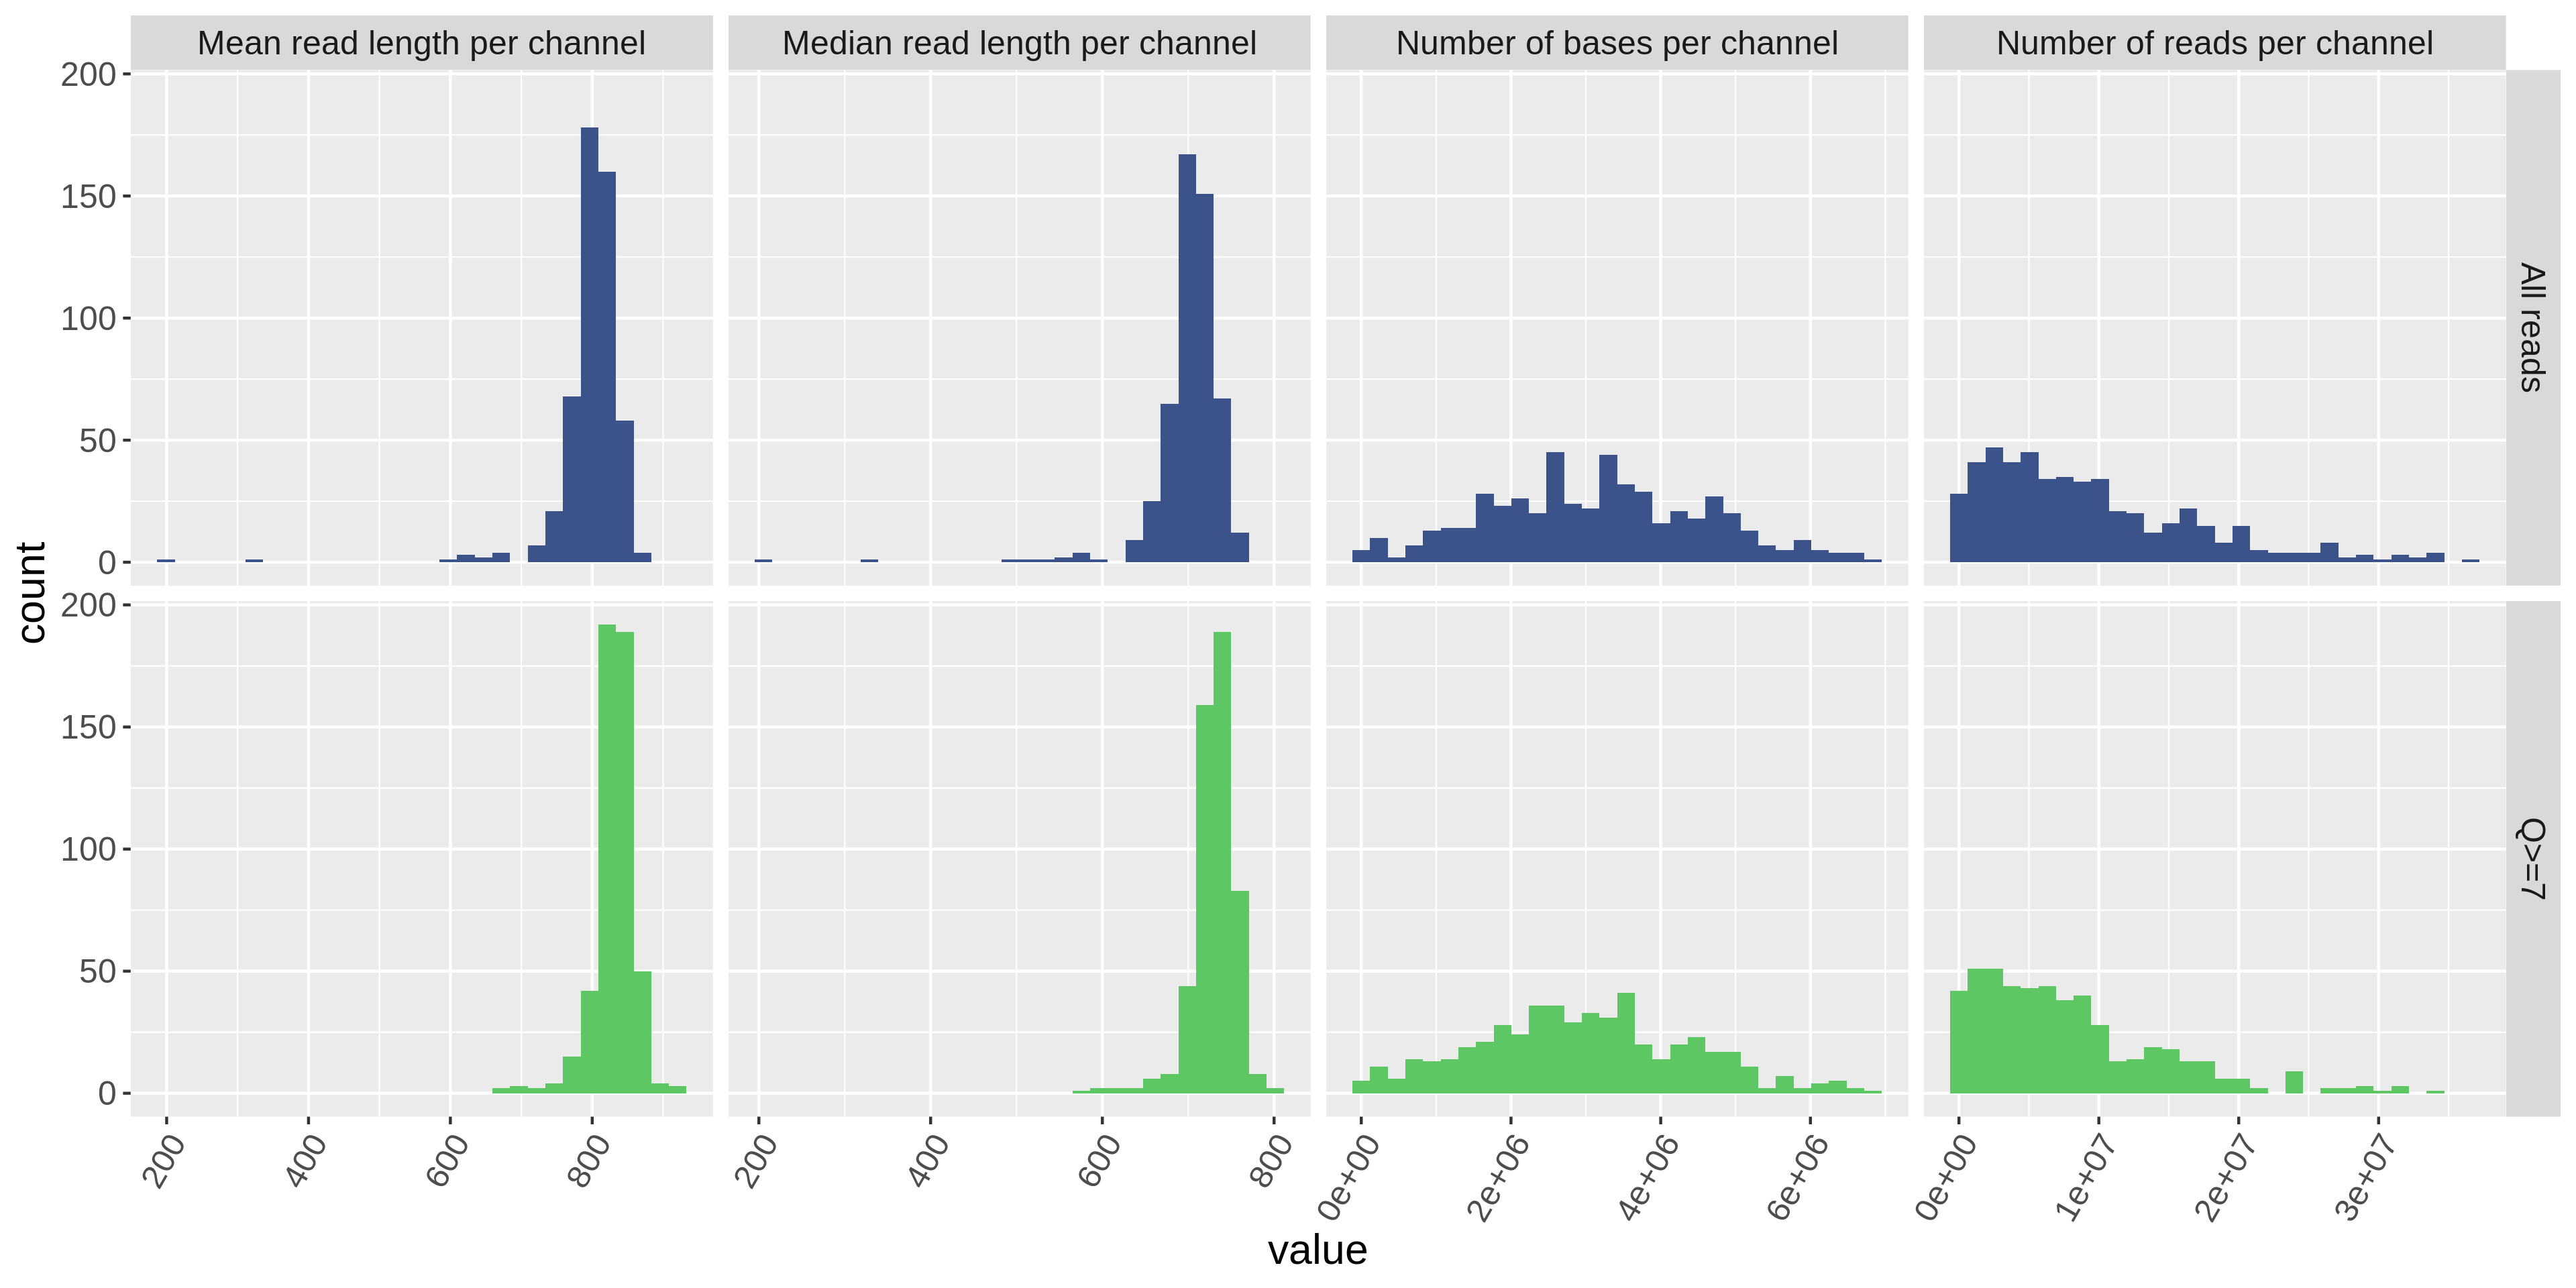 Mean read length per channel
Median read length per channel
Number of bases per channel
Number of reads per channel
200
150
100
50
0
All reads
count
200
150
100
50
0
Q>=7
200
400
600
800
200
400
600
800
0e+00
2e+06
4e+06
6e+06
0e+00
1e+07
2e+07
3e+07
value